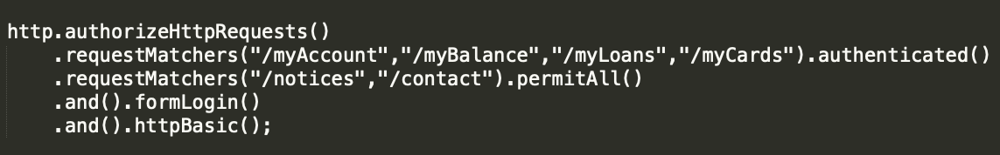 http.authorizeHttpRequests()
    .requestMatchers("/myAccount","/myBalance","/myLoans","/myCards").authenticated()
    .requestMatchers("/notices","/contact").permitAll()
    .and().formLogin()
    .and().httpBasic();